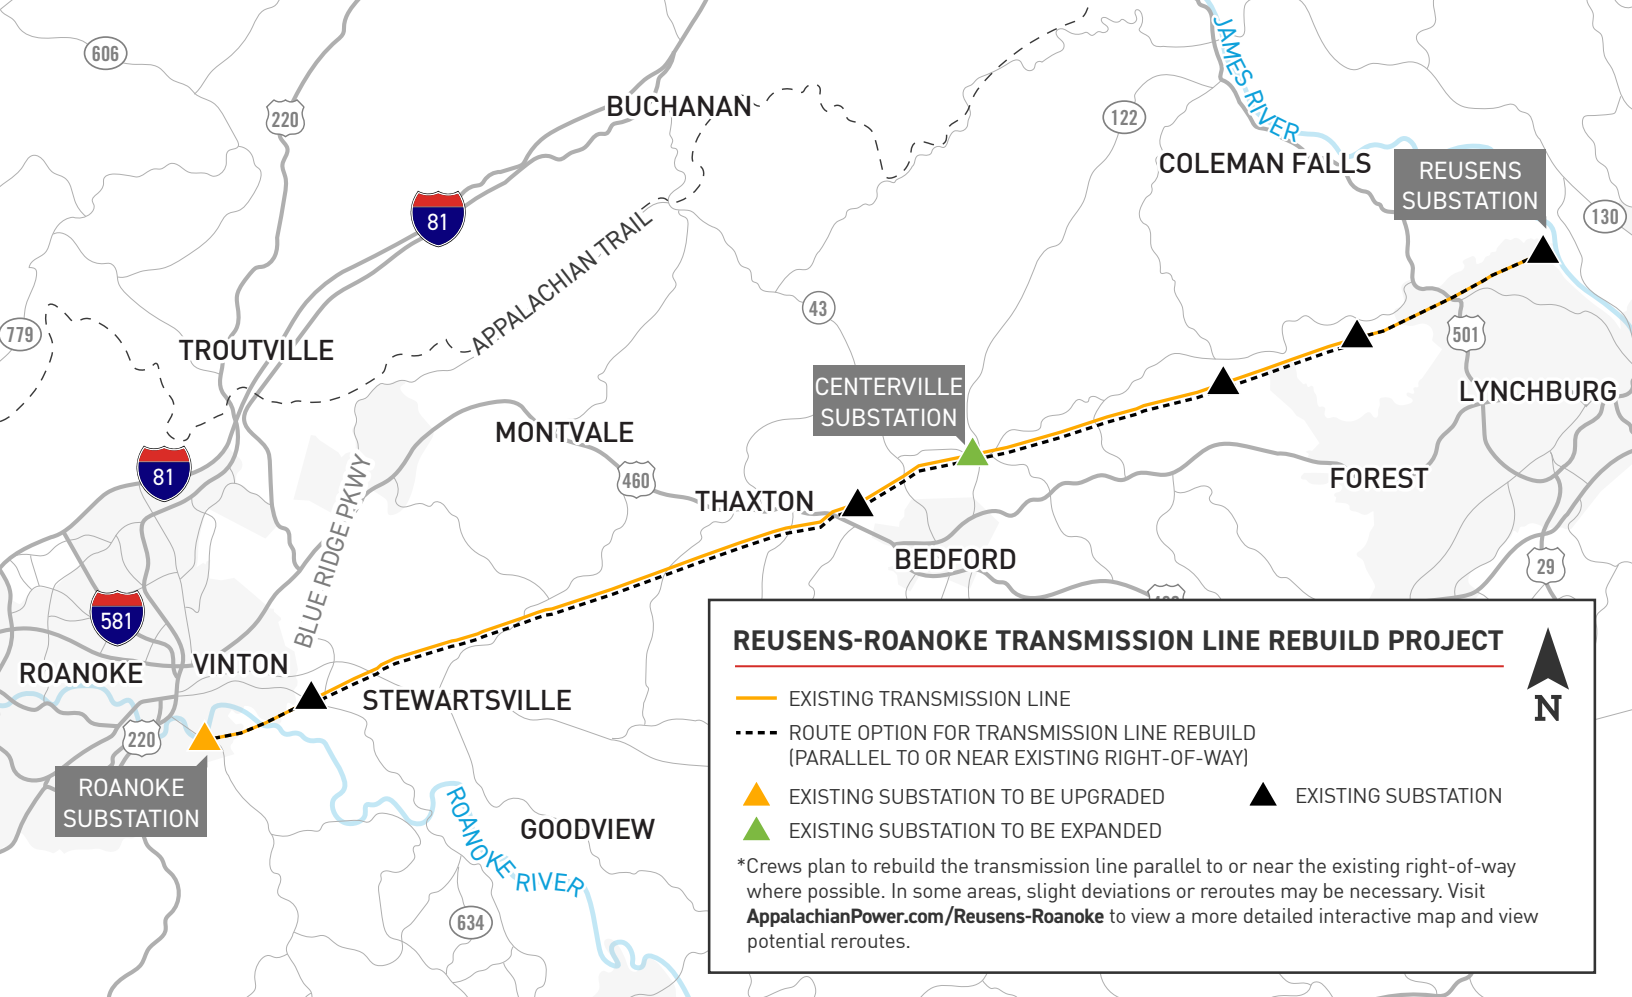 606
220
BUCHANAN
122
JAMES RIVER
COLEMAN FALLS
REUSENS
SUBSTATION
130
81
APPALACHIAN TRAIL
43
779
TROUTVILLE
501
CENTERVILLE
SUBSTATION
LYNCHBURG
MONTVALE
81
460
THAXTON
FOREST
BLUE RIDGE PKWY
BEDFORD
29
581
ROANOKE
VINTON
STEWARTSVILLE
220
ROANOKE
SUBSTATION
ROANOKE RIVER
GOODVIEW
634
REUSENS-ROANOKE TRANSMISSION LINE REBUILD PROJECT
EXISTING TRANSMISSION LINE
ROUTE OPTION FOR TRANSMISSION LINE REBUILD
(PARALLEL TO OR NEAR EXISTING RIGHT-OF-WAY)
EXISTING SUBSTATION TO BE UPGRADED
EXISTING SUBSTATION
EXISTING SUBSTATION TO BE EXPANDED
N
*Crews plan to rebuild the transmission line parallel to or near the existing right-of-way
where possible. In some areas, slight deviations or reroutes may be necessary. Visit
AppalachianPower.com/Reusens-Roanoke to view a more detailed interactive map and view
potential reroutes.